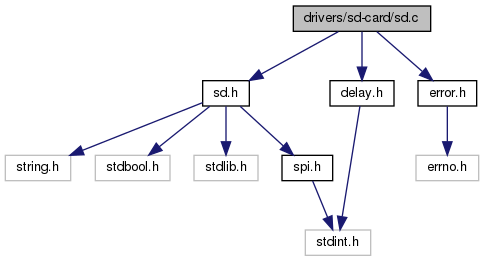 drivers/sd-card/sd.c
sd.h
delay.h
error.h
string.h
stdbool.h
stdlib.h
spi.h
errno.h
stdint.h